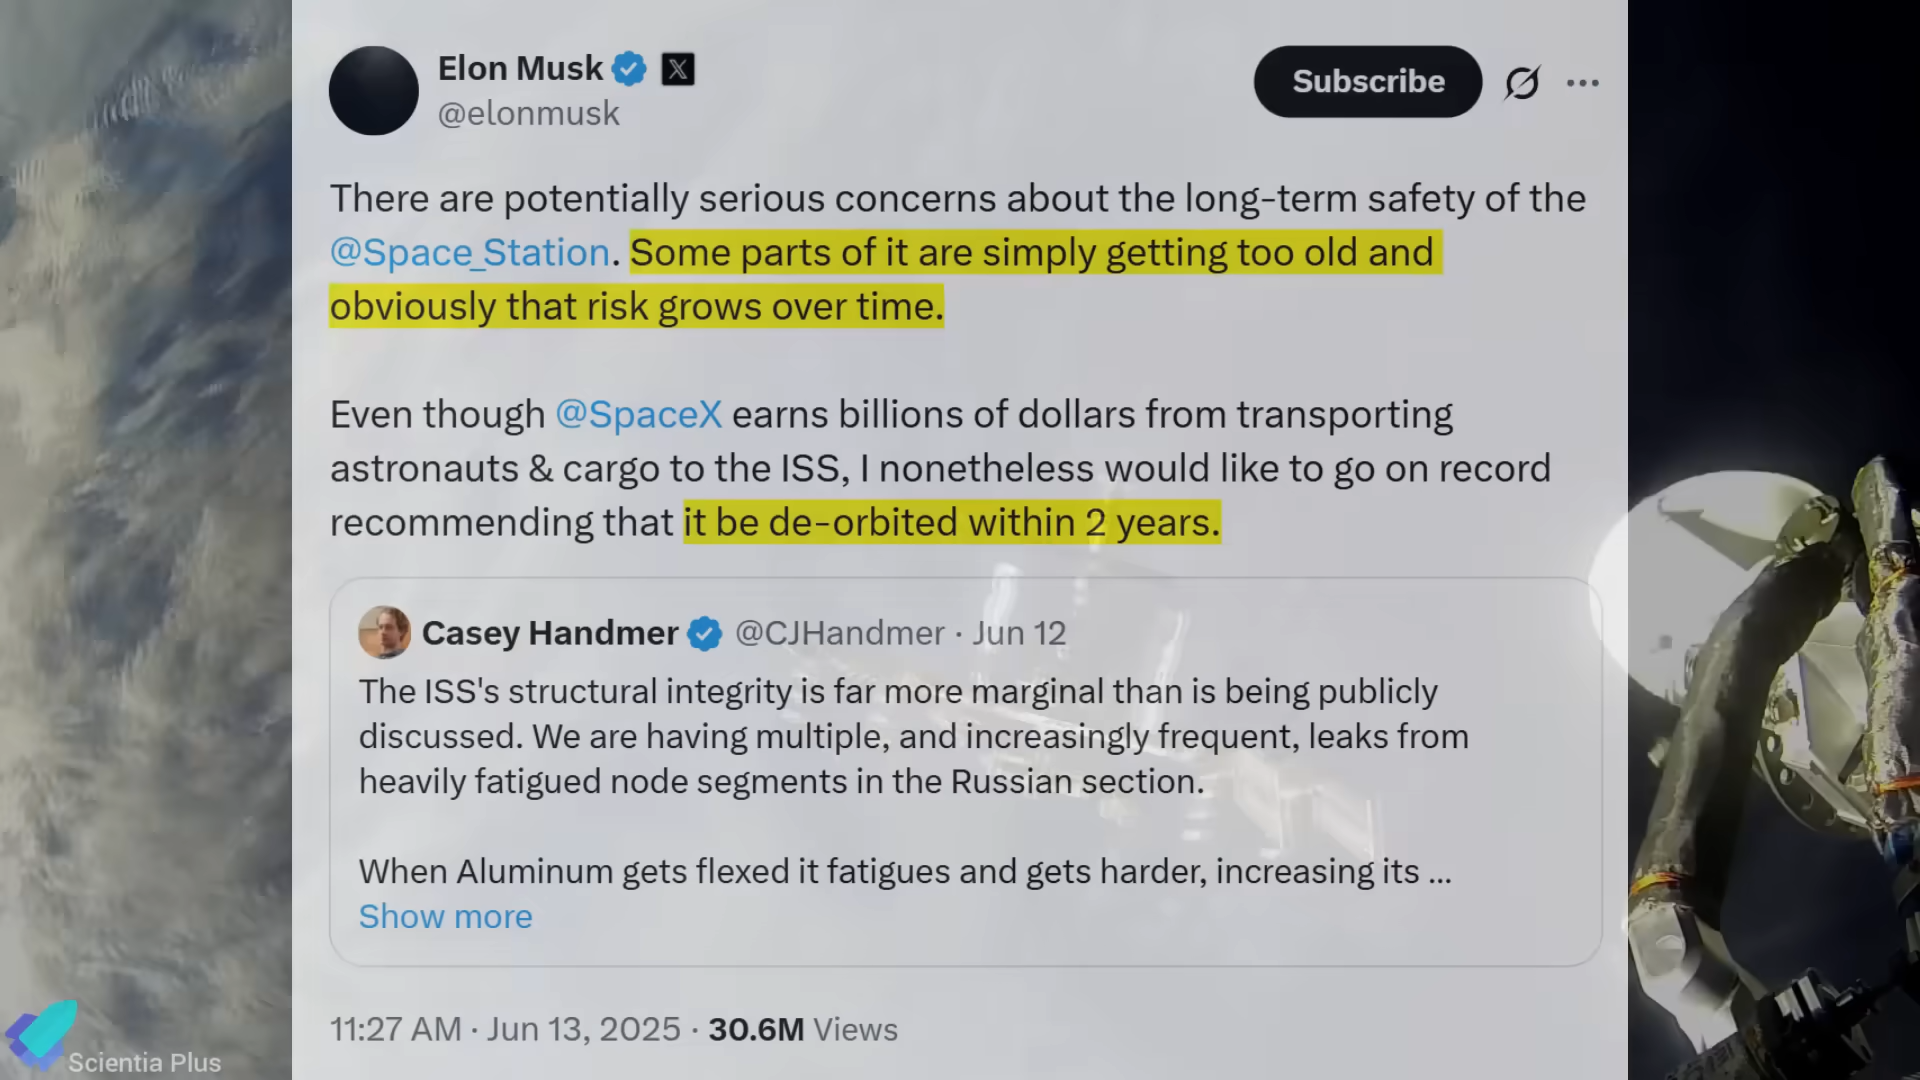 Elon Musk
@elonmusk
Subscribe
There are potentially serious concerns about the long-term safety of the
@Space_Station. Some parts of it are simply getting too old and
obviously that risk grows over time.
Even though @SpaceX earns billions of dollars from transporting
astronauts & cargo to the ISS, I nonetheless would like to go on record
recommending that it be de-orbited within 2 years.
Casey Handmer @CJHandmer · Jun 12
The ISS's structural integrity is far more marginal than is being publicly
discussed. We are having multiple, and increasingly frequent, leaks from
heavily fatigued node segments in the Russian section.
When Aluminum gets flexed it fatigues and gets harder, increasing its ...
Show more
11:27 AM · Jun 13, 2025 · 30.6M Views
Scientia Plus